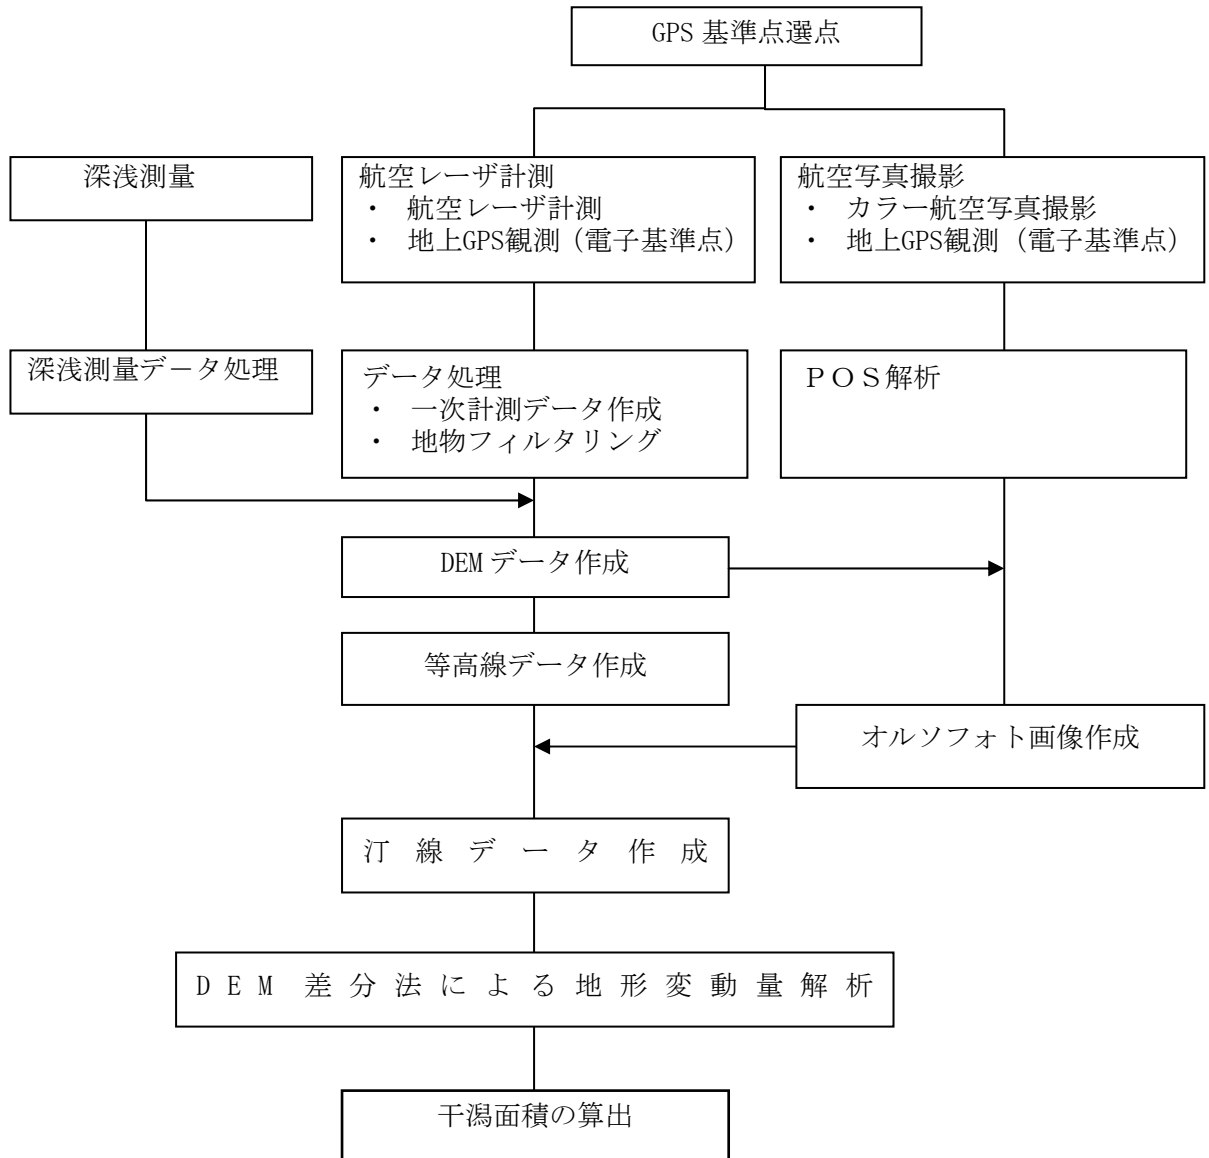 GPS 基準点選点
深浅測量
航空レーザ計測
・ 航空レーザ計測
・ 地上GPS観測（電子基準点）
航空写真撮影
・ カラー航空写真撮影
・ 地上GPS観測（電子基準点）
深浅測量デ－タ処理
データ処理
・ 一次計測データ作成
・ 地物フィルタリング
ＰＯＳ解析
DEM データ作成
等高線データ作成
オルソフォト画像作成
汀 線 デ ー タ 作 成
D E M 差 分 法 に よ る 地 形 変 動 量 解 析
干潟面積の算出